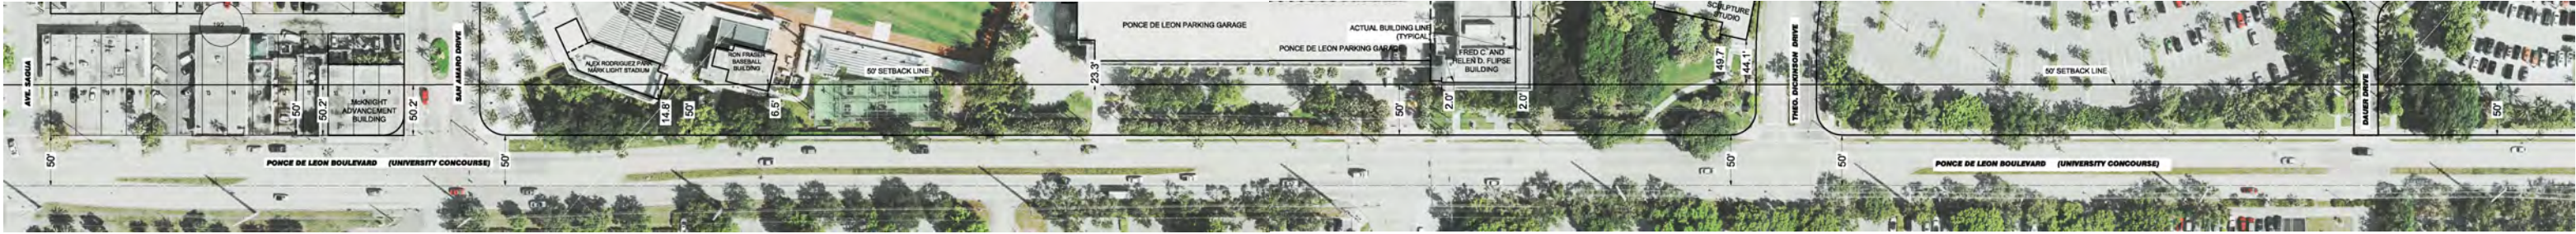 AVE. SAGUA
192
50'
50'
50.2'
McKNIGHT
ADVANCEMENT
BUILDING
50.2'
SAN AMARO DRIVE
PONCE DE LEON BOULEVARD (UNIVERSITY CONCOURSE)
50'
ALEX RODRIGUEZ PARK
MARK LIGHT STADIUM
14.8'
50'
RON FRASER
BASEBALL
BUILDING
6.5'
50' SETBACK LINE
23.3'
PONCE DE LEON PARKING GARAGE
PONCE DE LEON PARKING GARAGE
ACTUAL BUILDING LINE
(TYPICAL
50'
2.0'
FRED C. AND
HELEN D. FLIPSE
BUILDING
2.0'
SCULPTURE
STUDIO
49.7'
44.1'
50'
THEO. DICKINSON DRIVE
50'
50' SETBACK LINE
PONCE DE LEON BOULEVARD (UNIVERSITY CONCOURSE)
DAUER DRIVE
50'